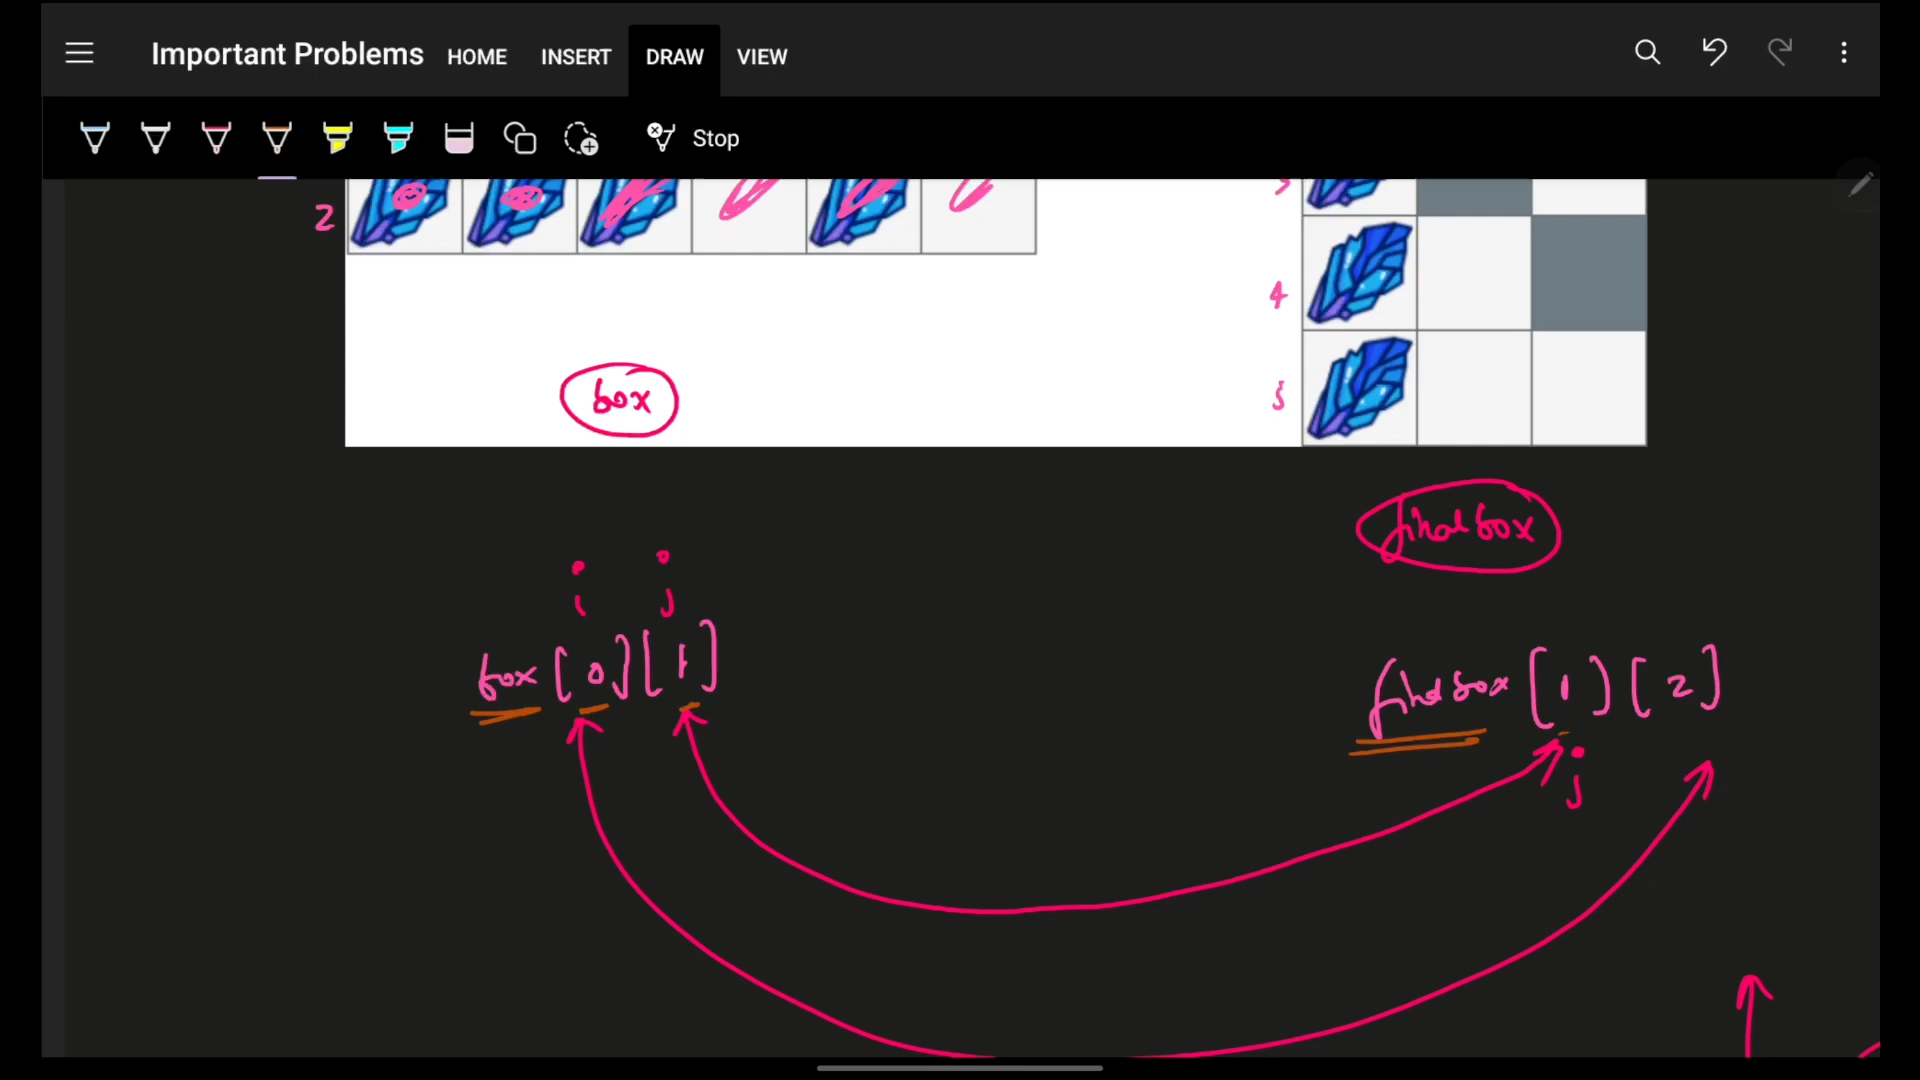 Important Problems HOME INSERT DRAW VIEW
Stop
2
4
5
box
finalbox
i j
box[0][1]
finalbox[1][2]
j